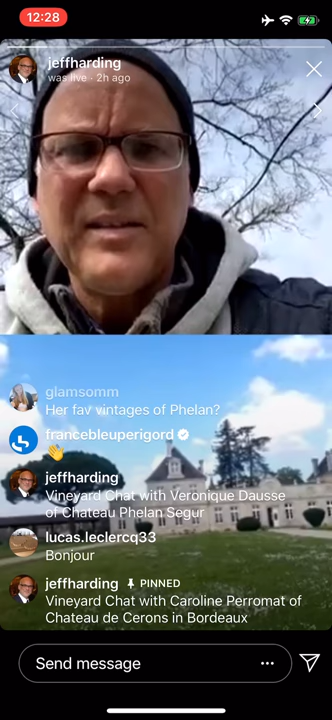 12:28
jeffharding
was live · 2h ago
glamsomm
Her fav vintages of Phelan?
francebleuperigord
jeffharding
Vineyard Chat with Veronique Dausse
of Chateau Phelan Segur
lucas.leclercq33
Bonjour
jeffharding PINNED
Vineyard Chat with Caroline Perromat of
Chateau de Cerons in Bordeaux
Send message